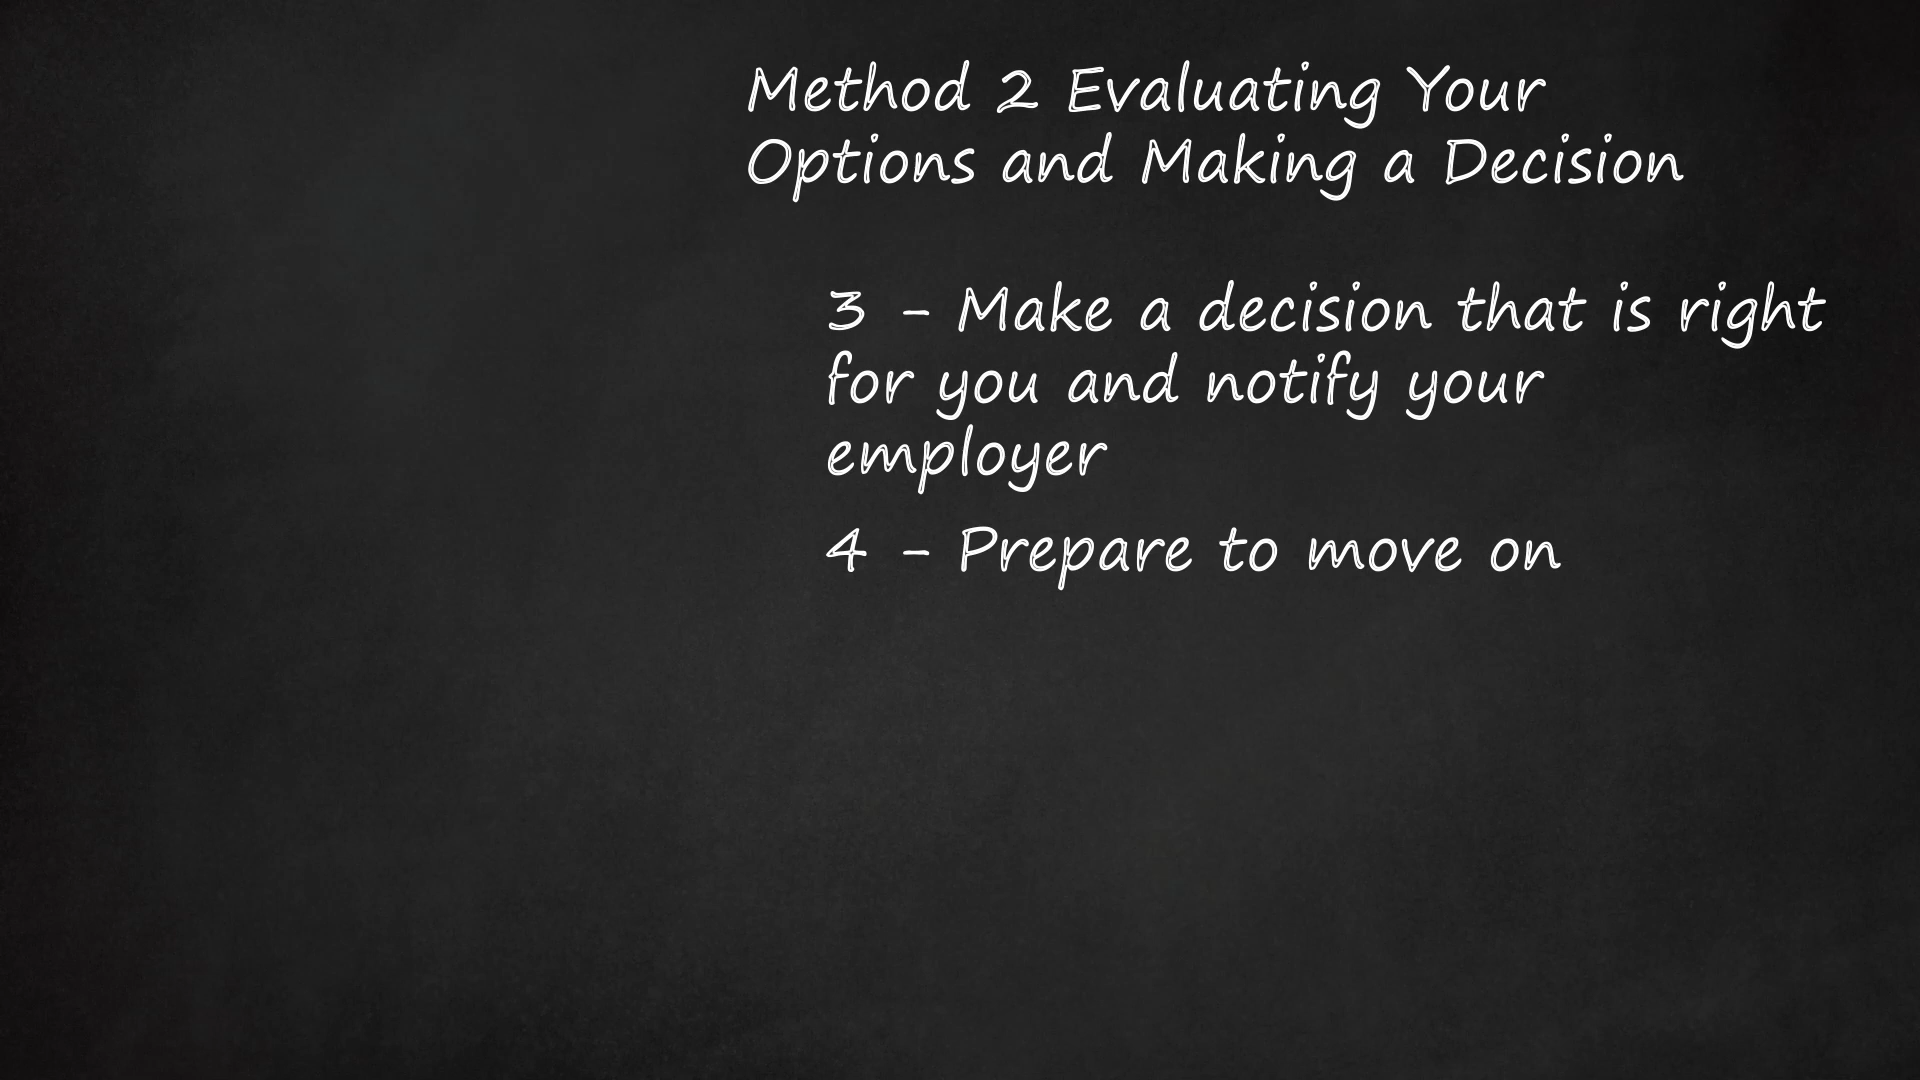 Method 2 Evaluating Your
Options and Making a Decision
3 - Make a decision that is right
for you and notify your
employer
4 - Prepare to move on